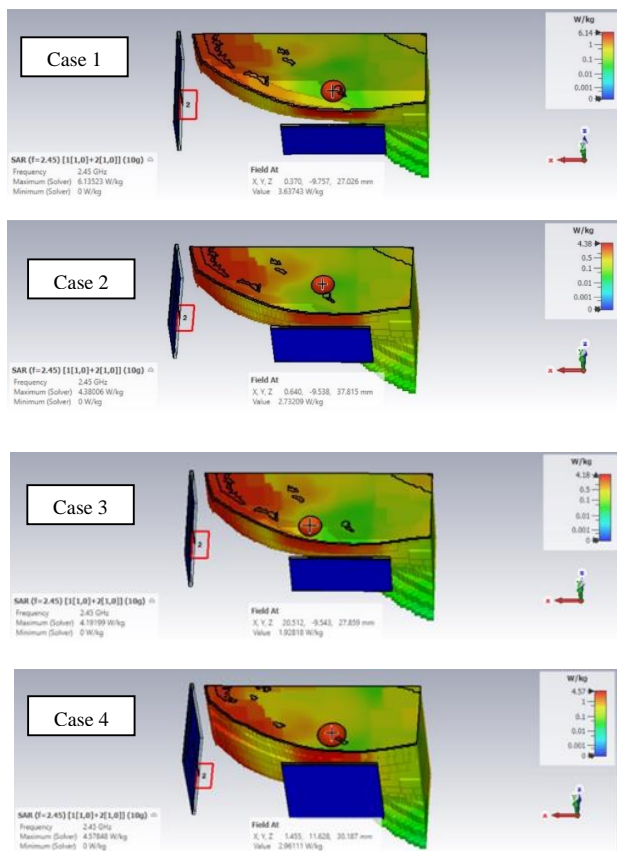 W/kg
6.14
1
0.1
0.01
0.001
0
Case 1
2
SAR (f=2.45) [1[1,0]+2[1,0]] (10g)
Frequency 2.45 GHz
Maximum (Solver) 6.13523 W/kg
Minimum (Solver) 0 W/kg
Field At
X, Y, Z 0.370, -9.757, 27.026 mm
Value 3.63743 W/kg
z
x
W/kg
4.38
0.5
0.1
0.01
0.001
0
Case 2
2
SAR (f=2.45) [1[1,0]+2[1,0]] (10g)
Frequency 2.45 GHz
Maximum (Solver) 4.38006 W/kg
Minimum (Solver) 0 W/kg
Field At
X, Y, Z 0.640, -9.538, 37.815 mm
Value 2.73209 W/kg
x
W/kg
4.18
0.5
0.01
0
Case 3
2
SAR (f=2.45) [1[1,0]+2[1,0]] (10g)
Frequency 2.45 GHz
Maximum (Solver) 4.19199 W/kg
Minimum (Solver) 0 W/kg
Field At
X, Y, Z 20.512, -9.543, 27.859 mm
Value 1.92818 W/kg
x
W/kg
4.57
1
0.1
0.01
0.001
0
Case 4
2
SAR (f=2.45) [1[1,0]+2[1,0]] (10g)
Frequency 2.45 GHz
Maximum (Solver) 4.57848 W/kg
Minimum (Solver) 0 W/kg
Field At
X, Y, Z 1.455, 11.628, 30.187 mm
Value 2.96111 W/kg
x